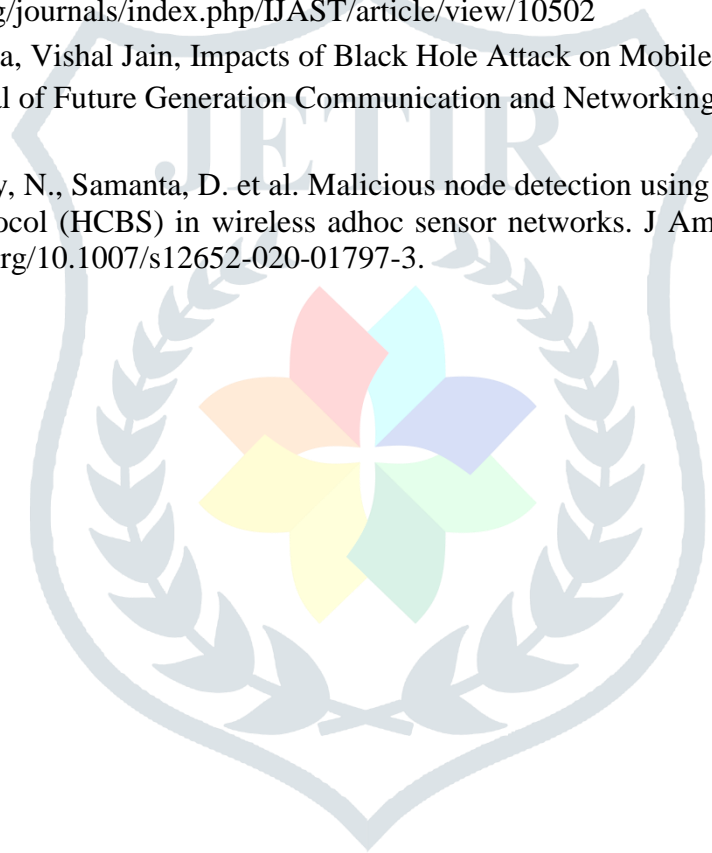 g/journals/index.php/IJAST/article/view/10502
a, Vishal Jain, Impacts of Black Hole Attack on Mobile
al of Future Generation Communication and Networking,
JETIR
y, N., Samanta, D. et al. Malicious node detection using
ocol (HCBS) in wireless adhoc sensor networks. J Am
rg/10.1007/s12652-020-01797-3.